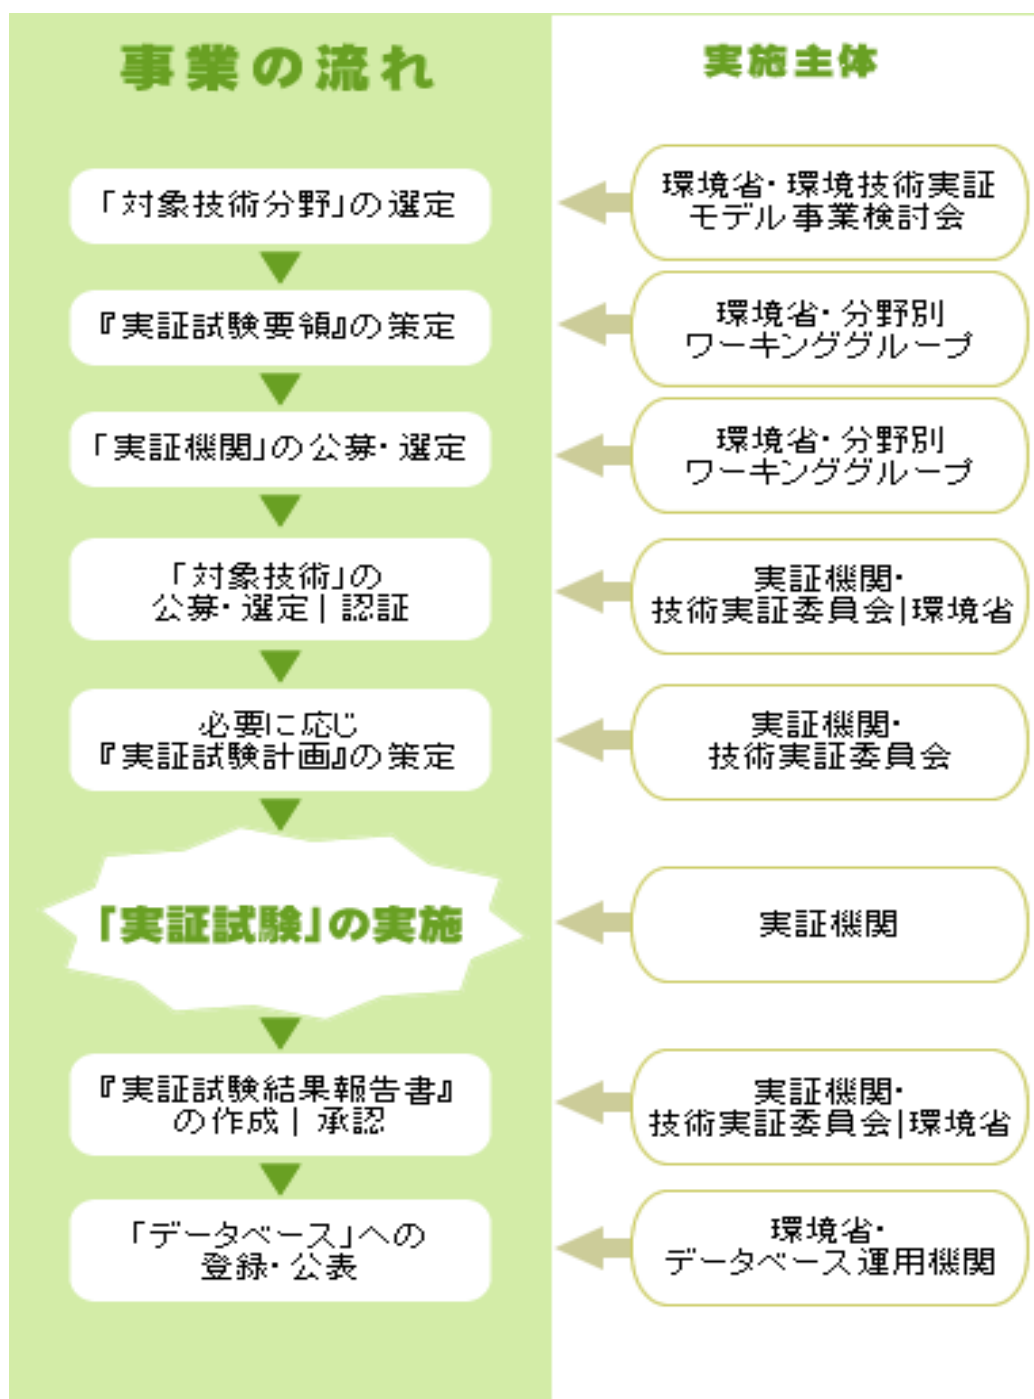 事業の流れ
実施主体
「対象技術分野」の選定
環境省・環境技術実証
モデル事業検討会
『実証試験要領』の策定
環境省・分野別
ワーキンググループ
「実証機関」の公募・選定
環境省・分野別
ワーキンググループ
「対象技術」の
公募・選定|認証
実証機関・
技術実証委員会|環境省
必要に応じ
『実証試験計画』の策定
実証機関・
技術実証委員会
「実証試験」の実施
実証機関
『実証試験結果報告書』
の作成|承認
実証機関・
技術実証委員会|環境省
「データベース」への
登録・公表
環境省・
データベース運用機関